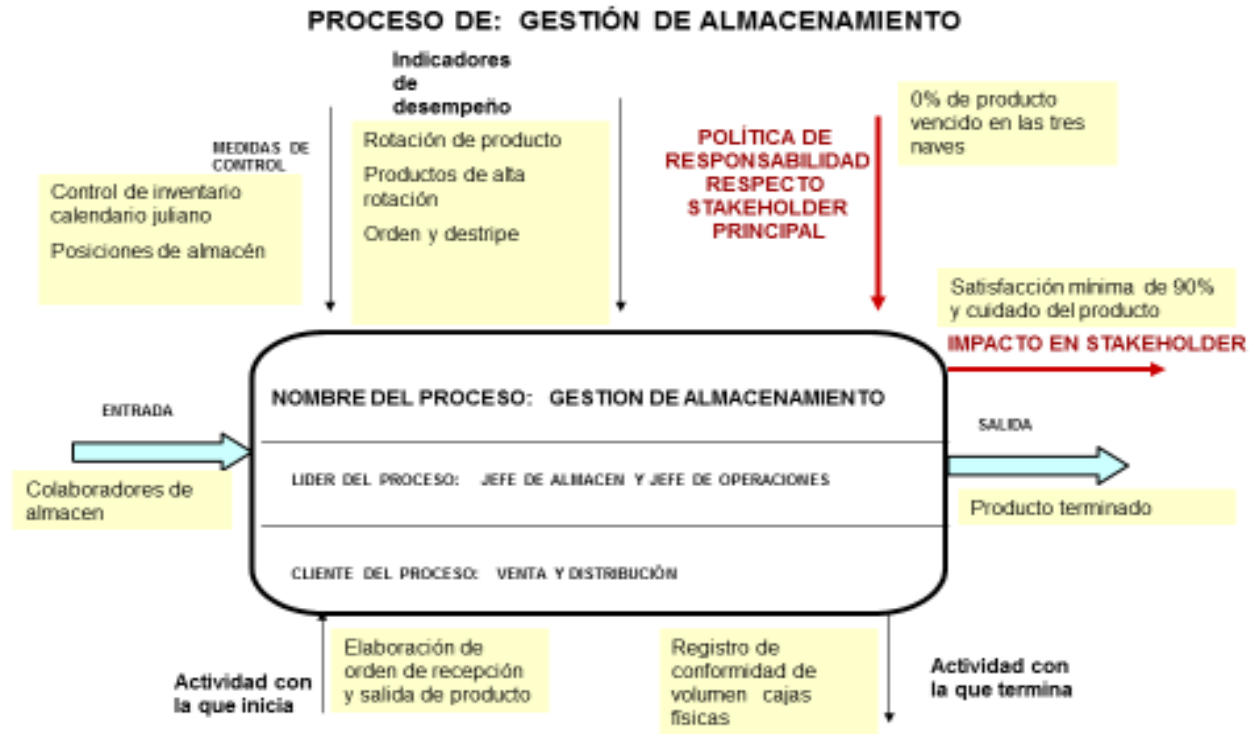 PROCESO DE: GESTIÓN DE ALMACENAMIENTO
Indicadores
de
desempeño
MEDIDAS DE
CONTROL
Control de inventario
calendario juliano
Posiciones de almacén
Rotación de producto
Productos de alta
rotación
Orden y destripe
POLÍTICA DE
RESPONSABILIDAD
RESPECTO
STAKEHOLDER
PRINCIPAL
0% de producto
vencido en las tres
naves
Satisfacción mínima de 90%
y cuidado del producto
IMPACTO EN STAKEHOLDER
ENTRADA
Colaboradores de
almacen
NOMBRE DEL PROCESO: GESTION DE ALMACENAMIENTO
LIDER DEL PROCESO: JEFE DE ALMACEN Y JEFE DE OPERACIONES
CLIENTE DEL PROCESO: VENTA Y DISTRIBUCIÓN
SALIDA
Producto terminado
Actividad con
la que inicia
Elaboración de
orden de recepción
y salida de producto
Registro de
conformidad de
volumen cajas
físicas
Actividad con
la que termina